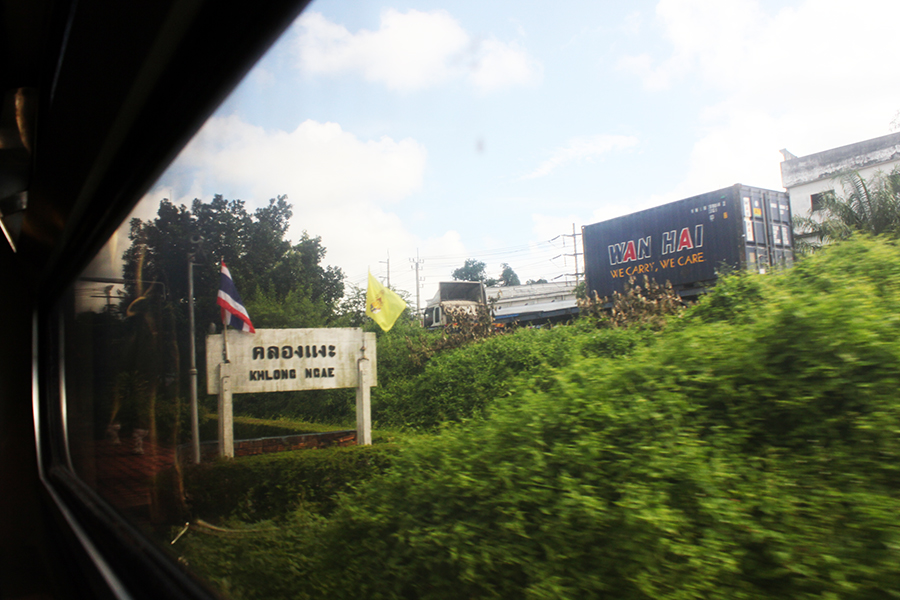 คลองแงะ
KHLONG NGAE
WAN HAI
WE CARRY, WE CARE